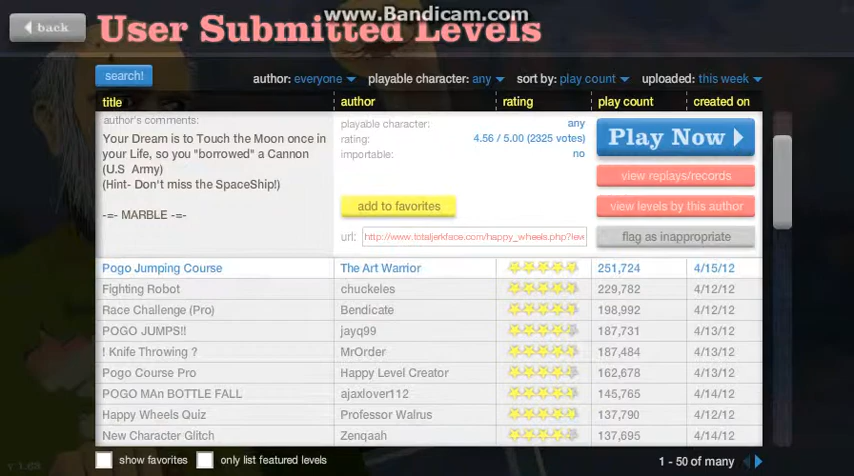 www.Bandicam.com
back
User Submitted Levels
search!
author: everyone playable character: any sort by: play count uploaded: this week
title author rating play count created on
author's comments:
Your Dream is to Touch the Moon once in
your Life, so you "borrowed" a Cannon
(U.S Army)
(Hint- Don't miss the SpaceShip!)
-=- MARBLE -=-
playable character: any
rating: 4.56 / 5.00 (2325 votes)
importable: no
add to favorites
url: http://www.totaljerkface.com/happy_wheels.php?lev
Play Now
view replays/records
view levels by this author
flag as inappropriate
Pogo Jumping Course The Art Warrior 251,724 4/15/12
Fighting Robot chuckeles 229,782 4/12/12
Race Challenge (Pro) Bendicate 198,992 4/12/12
POGO JUMPS!! jayq99 187,731 4/13/12
! Knife Throwing ? MrOrder 187,484 4/13/12
Pogo Course Pro Happy Level Creator 162,678 4/13/12
POGO MAn BOTTLE FALL ajaxlover112 145,765 4/14/12
Happy Wheels Quiz Professor Walrus 137,790 4/12/12
New Character Glitch Zenqaah 137,695 4/14/12
show favorites only list featured levels 1 - 50 of many